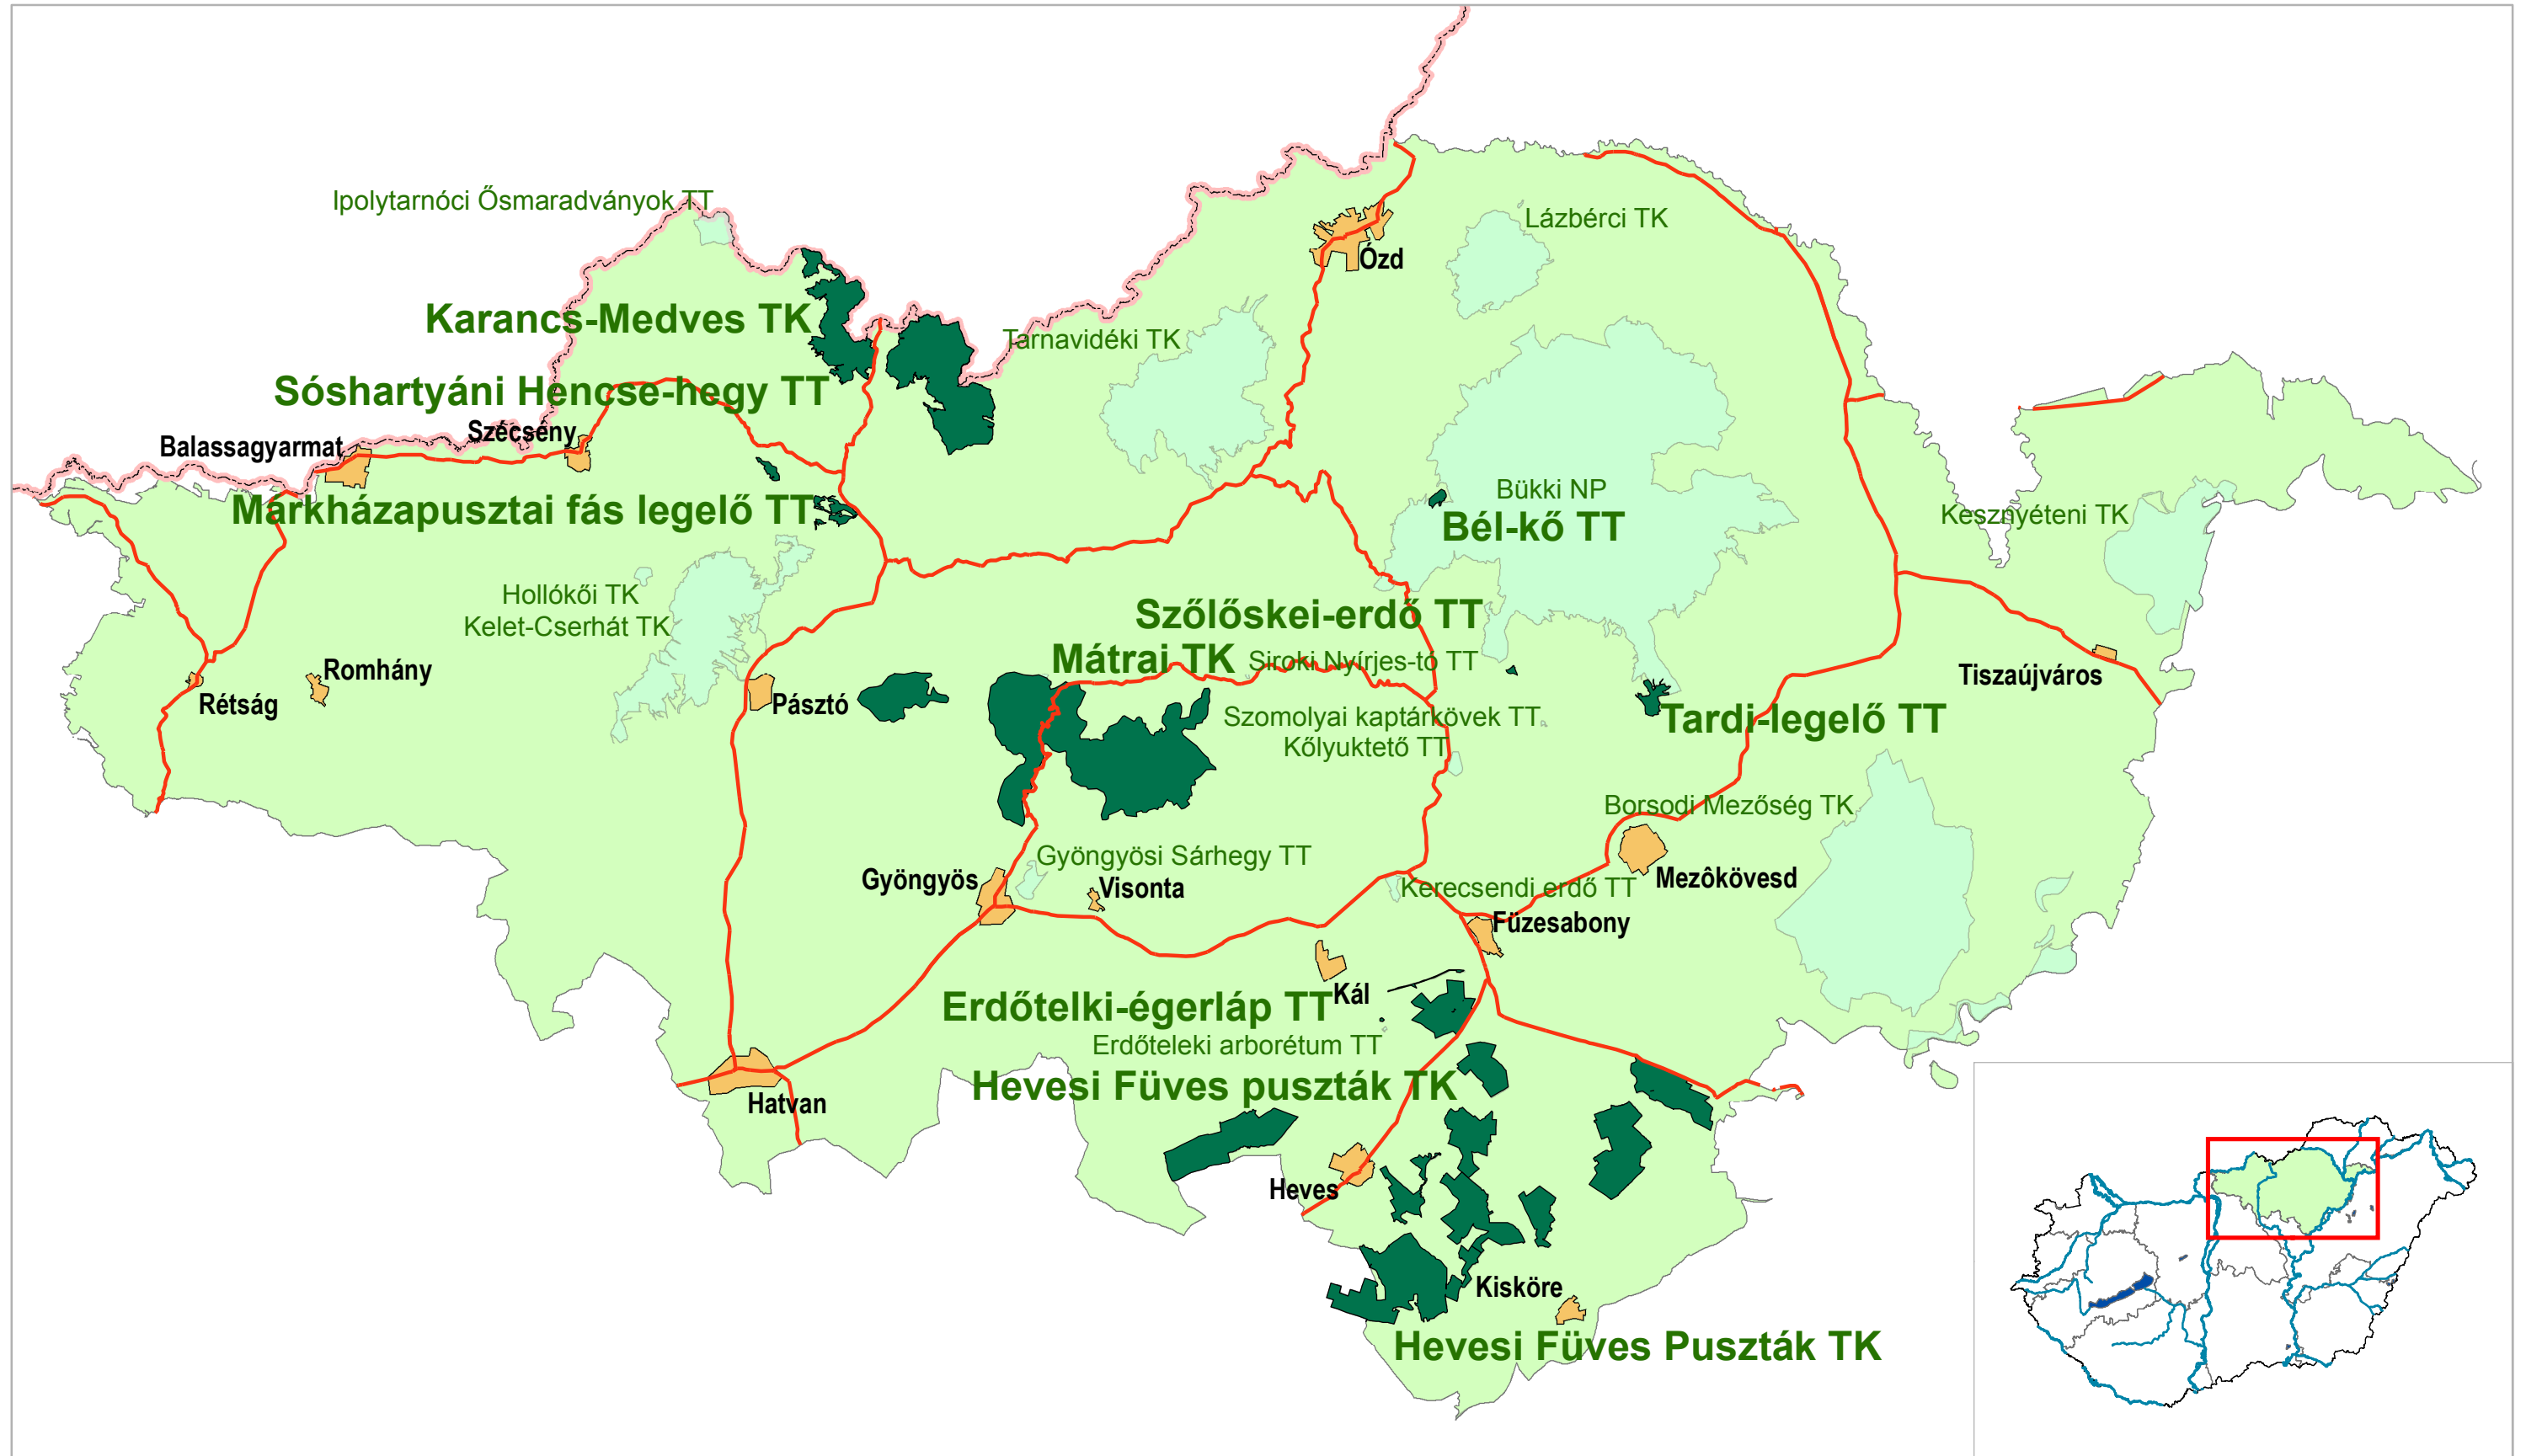 Ipolytarnóci Ősmaradványok TT
Lázbérci TK
Ózd
Karancs-Medves TK
Tarnavidéki TK
Sóshartyáni Hencse-hegy TT
Szécsény
Balassagyarmat
Bükki NP
Márkházapusztai fás legelő TT
Bél-kő TT
Kesznyéteni TK
Hollókői TK
Kelet-Cserhát TK
Szőlőskei-erdő TT
Mátrai TK
Siroki Nyírjes-tó TT
Romhány
Rétság
Pásztó
Tiszaújváros
Szomolyai kaptárkövek TT
Tardi-legelő TT
Kőlyuktető TT
Borsodi Mezőség TK
Gyöngyösi Sárhegy TT
Gyöngyös
Visonta
Kerecsendi erdő TT
Mezôkövesd
Füzesabony
Kál
Erdőtelki-égerláp TT
Erdőteleki arborétum TT
Hevesi Füves puszták TK
Hatvan
Heves
Kisköre
Hevesi Füves Puszták TK